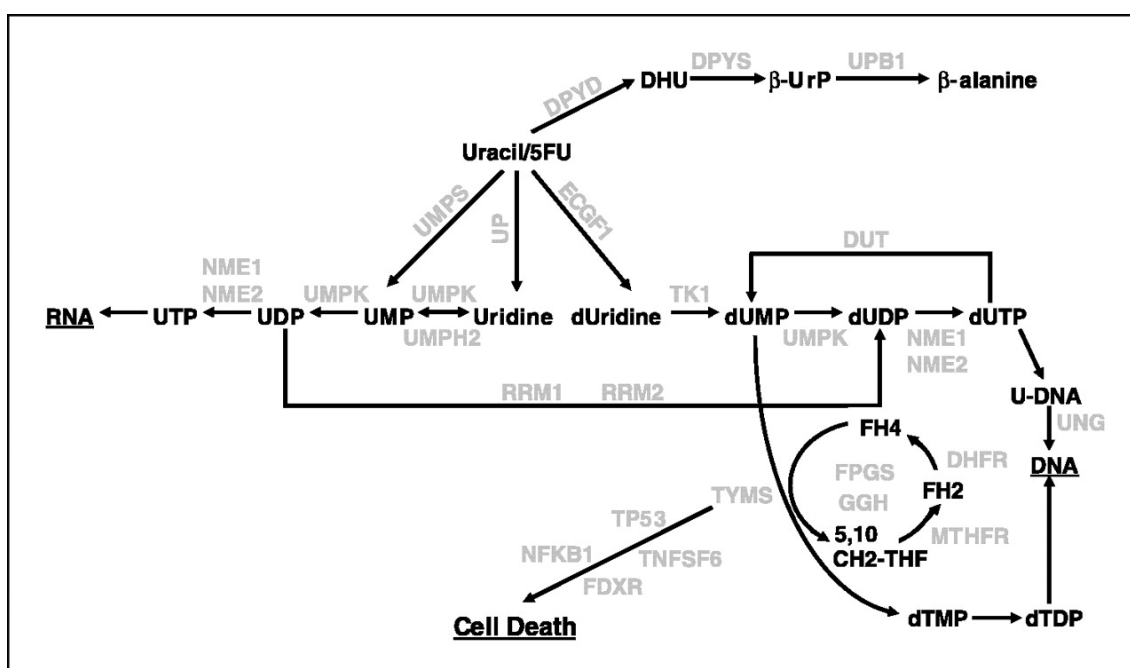 DPYS UPB1
DHU β-UrP β-alanine
DPYD
Uracil/5FU
UMPS UP ECGF1
DUT
NME1
NME2 UMPK UMPK TK1
RNA UTP UDP UMP Uridine dUridine dUMP dUDP dUTP
UMPH2 UMPK NME1
NME2
RRM1 RRM2
U-DNA
UNG
FH4
DHFR
DNA
FPGS
FH2
GGH
TYMS
TP53
5,10
CH2-THF
MTHFR
NFKB1 TNFSF6
FDXR
Cell Death
dTMP dTDP